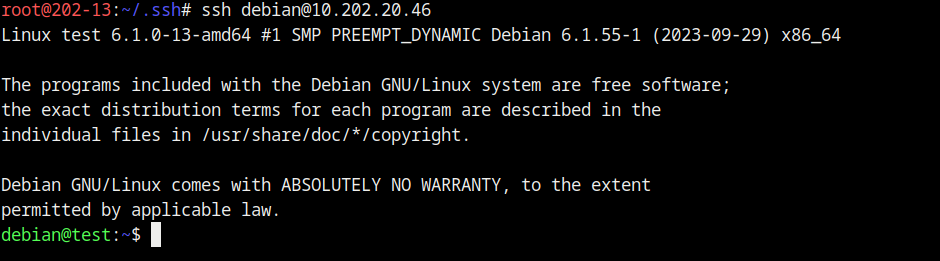 root@202-13:~/.ssh# ssh debian@10.202.20.46
Linux test 6.1.0-13-amd64 #1 SMP PREEMPT_DYNAMIC Debian 6.1.55-1 (2023-09-29) x86_64
The programs included with the Debian GNU/Linux system are free software;
the exact distribution terms for each program are described in the
individual files in /usr/share/doc/*/copyright.
Debian GNU/Linux comes with ABSOLUTELY NO WARRANTY, to the extent
permitted by applicable law.
debian@test:~$